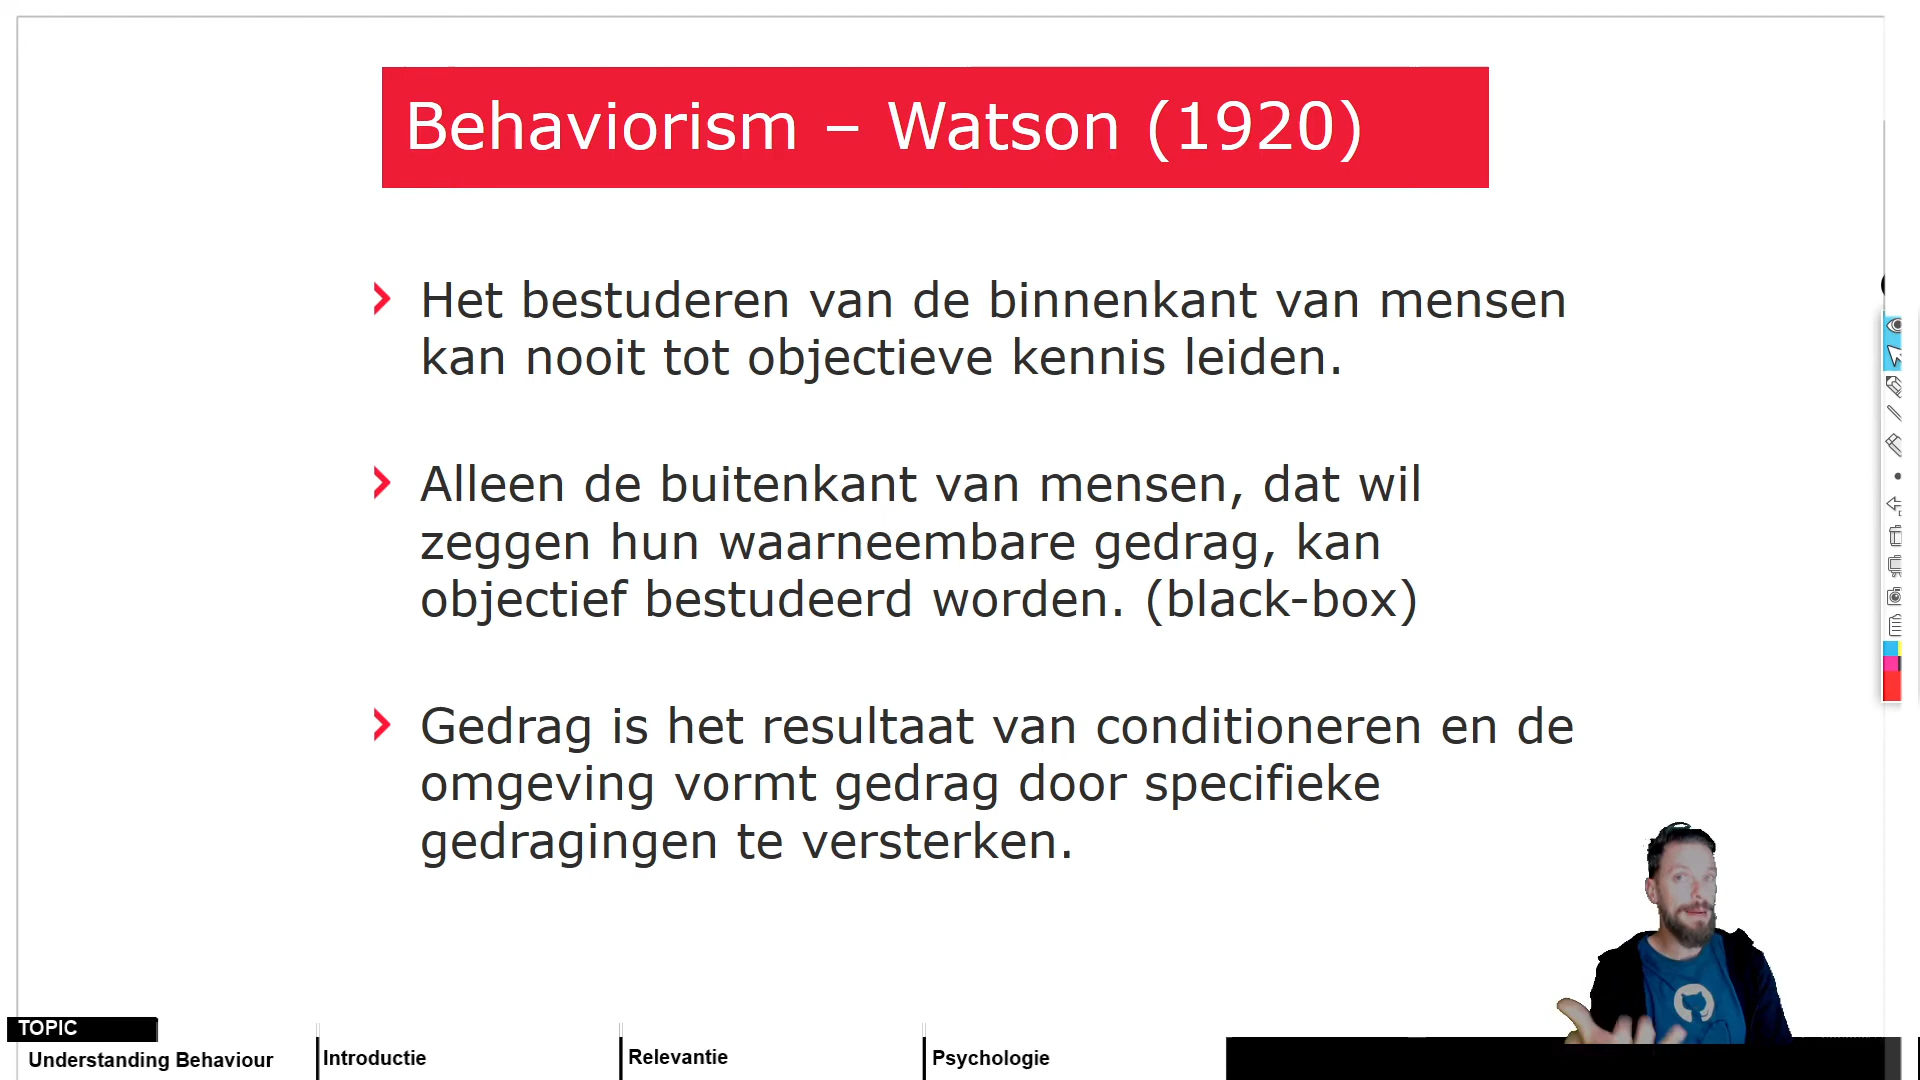 Behaviorism – Watson (1920)
Het bestuderen van de binnenkant van mensen
kan nooit tot objectieve kennis leiden.
Alleen de buitenkant van mensen, dat wil
zeggen hun waarneembare gedrag, kan
objectief bestudeerd worden. (black-box)
Gedrag is het resultaat van conditioneren en de
omgeving vormt gedrag door specifieke
gedragingen te versterken.
TOPIC
Understanding Behaviour
Introductie
Relevantie
Psychologie